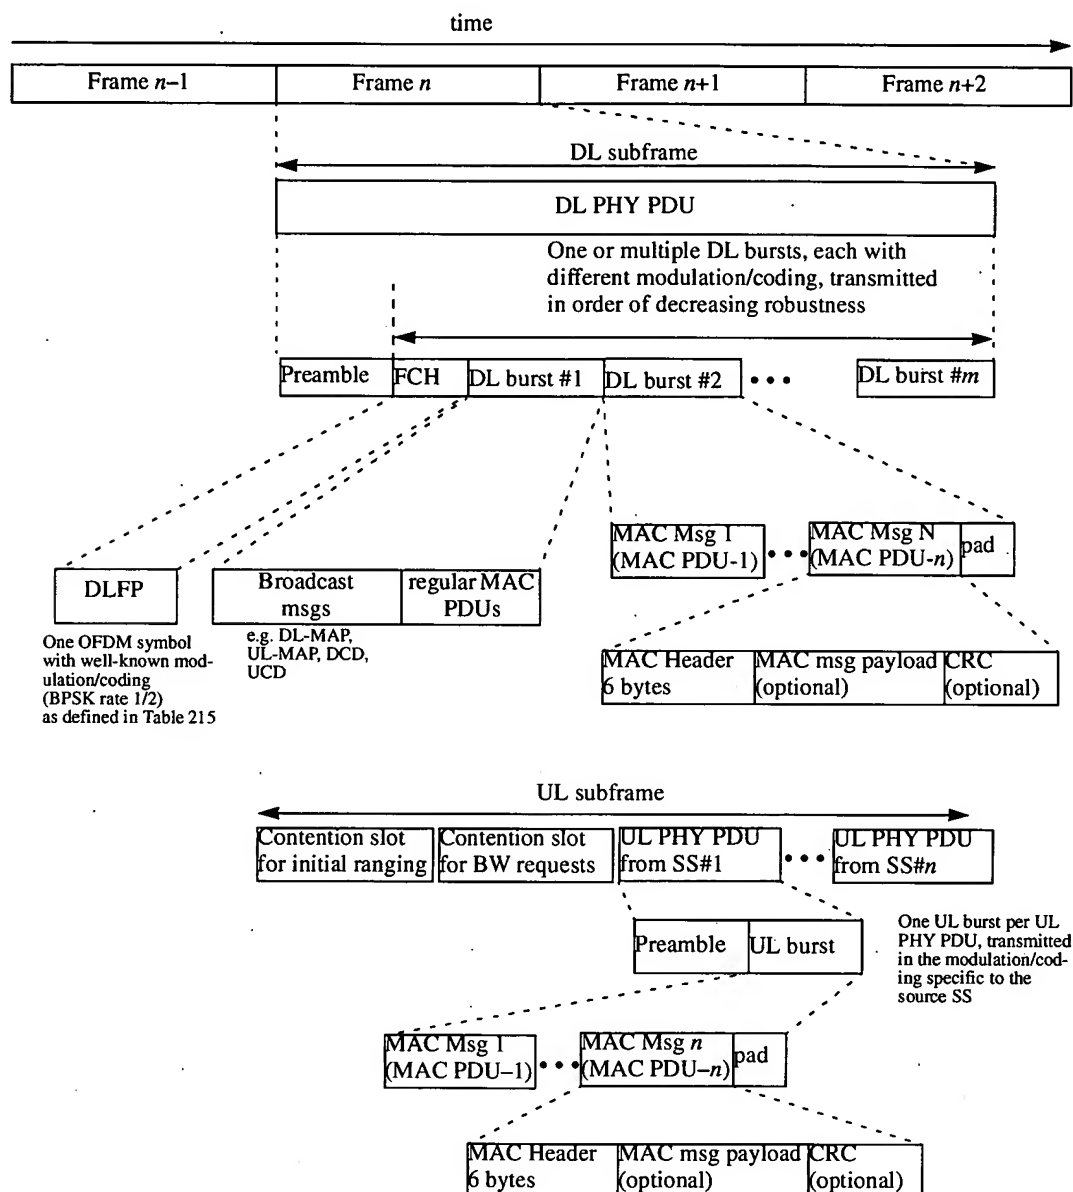 time
Frame n–1 Frame n Frame n+1 Frame n+2
DL subframe
DL PHY PDU
One or multiple DL bursts, each with
different modulation/coding, transmitted
in order of decreasing robustness
Preamble FCH DL burst #1 DL burst #2 ••• DL burst #m
MAC Msg 1
(MAC PDU-1)
•••
MAC Msg N
(MAC PDU-n)
pad
DLFP
Broadcast
msgs
regular MAC
PDUs
One OFDM symbol
with well-known mod-
ulation/coding
(BPSK rate 1/2)
as defined in Table 215
e.g. DL-MAP,
UL-MAP, DCD,
UCD
MAC Header
6 bytes
MAC msg payload
(optional)
CRC
(optional)
UL subframe
Contention slot
for initial ranging
Contention slot
for BW requests
UL PHY PDU
from SS#1
•••
UL PHY PDU
from SS#n
Preamble UL burst
One UL burst per UL
PHY PDU, transmitted
in the modulation/cod-
ing specific to the
source SS
MAC Msg 1
(MAC PDU–1)
•••
MAC Msg n
(MAC PDU–n)
pad
MAC Header
6 bytes
MAC msg payload
(optional)
CRC
(optional)